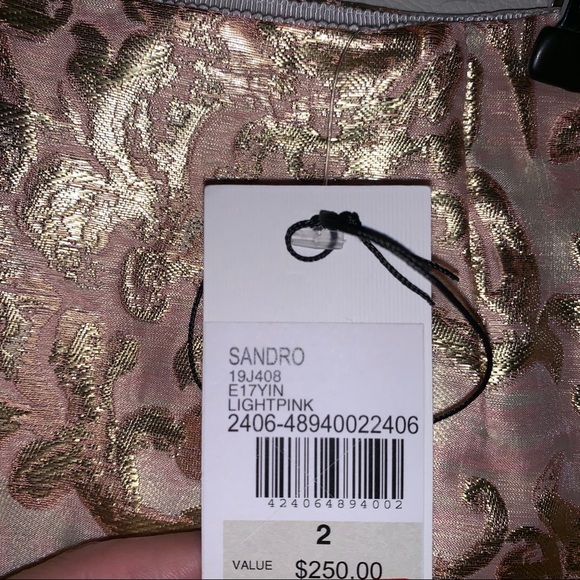 SANDRO
19J408
E17YIN
LIGHTPINK
2406-48940022406
424064894002
2
VALUE $250.00